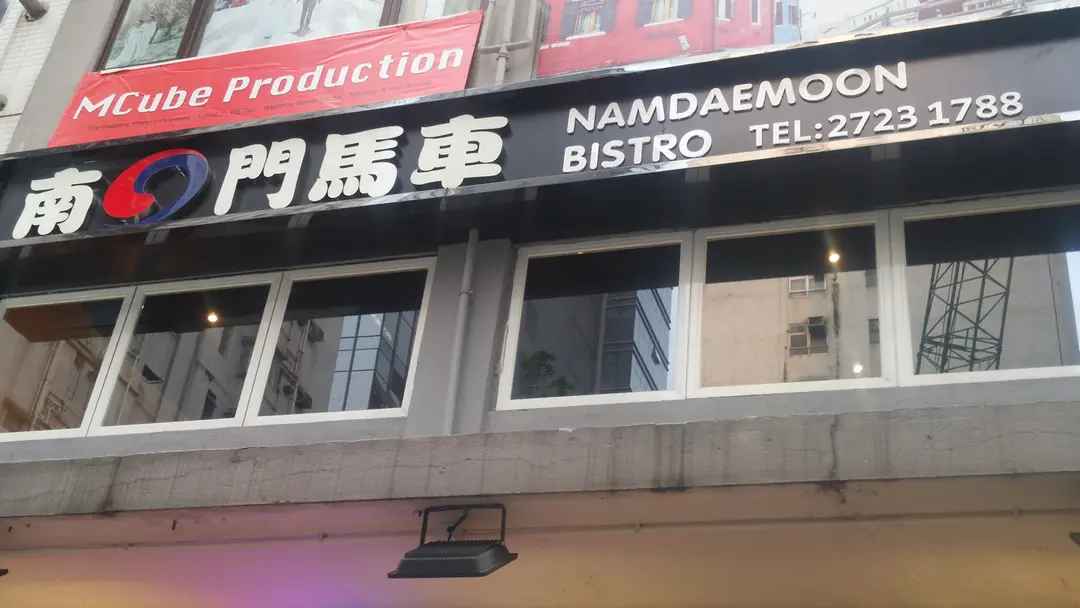 MCube Production
南門馬車
NAMDAEMOON
BISTRO TEL:2723 1788